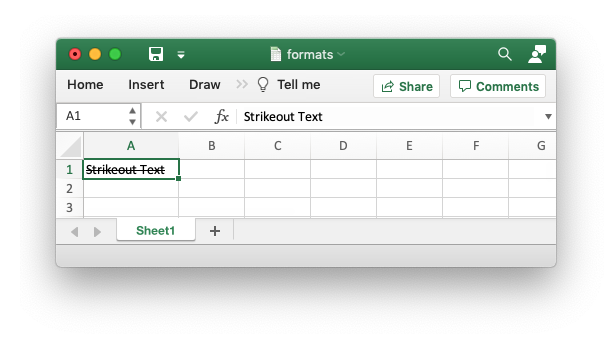 formats
Home Insert Draw Tell me Share Comments
A1 fx Strikeout Text
A B C D E F G
1 Strikeout Text
2
3
Sheet1 +